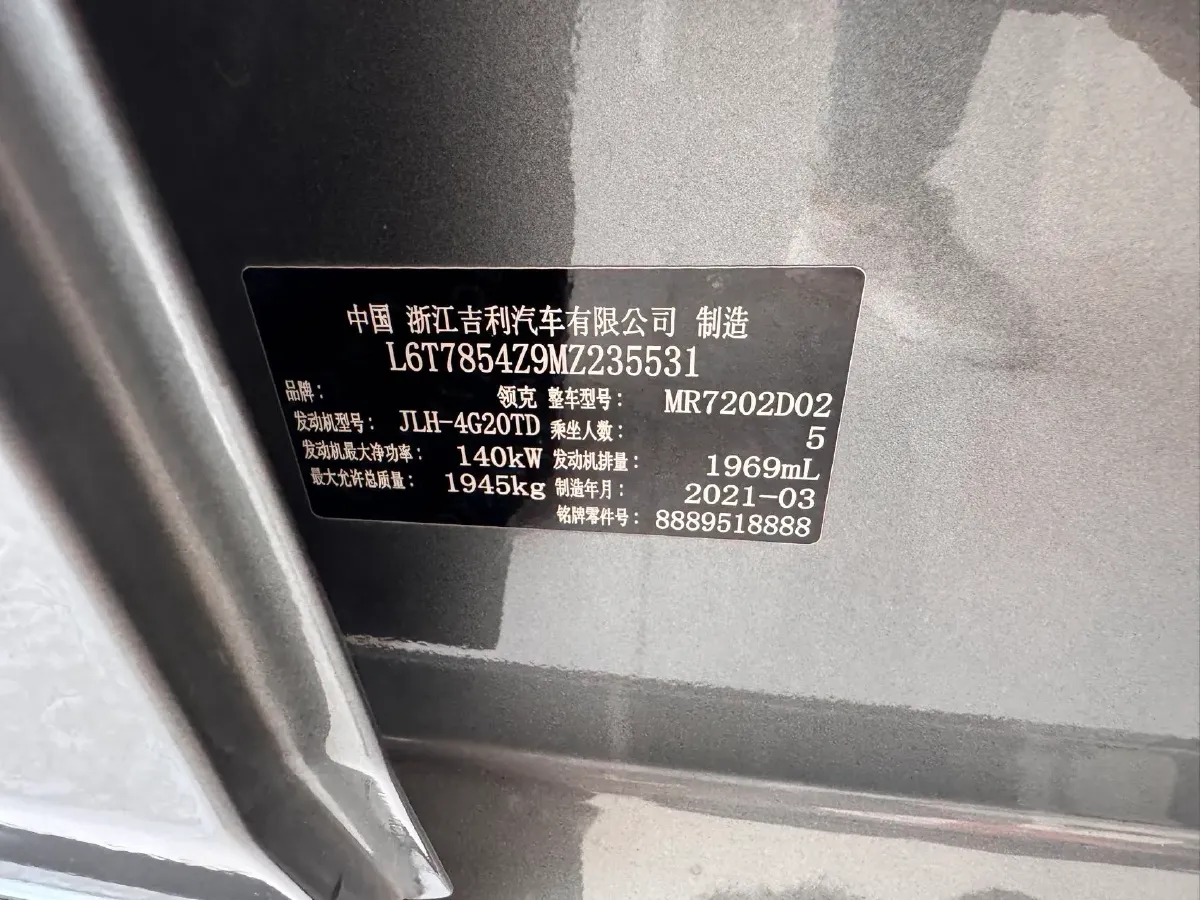 中国 浙江吉利汽车有限公司 制造
L6T7854Z9MZ235531
品牌： 领克 整车型号： MR7202D02
发动机型号： JLH-4G20TD 乘坐人数： 5
发动机最大净功率： 140kW 发动机排量： 1969mL
最大允许总质量： 1945kg 制造年月： 2021-03
铭牌零件号： 8889518888